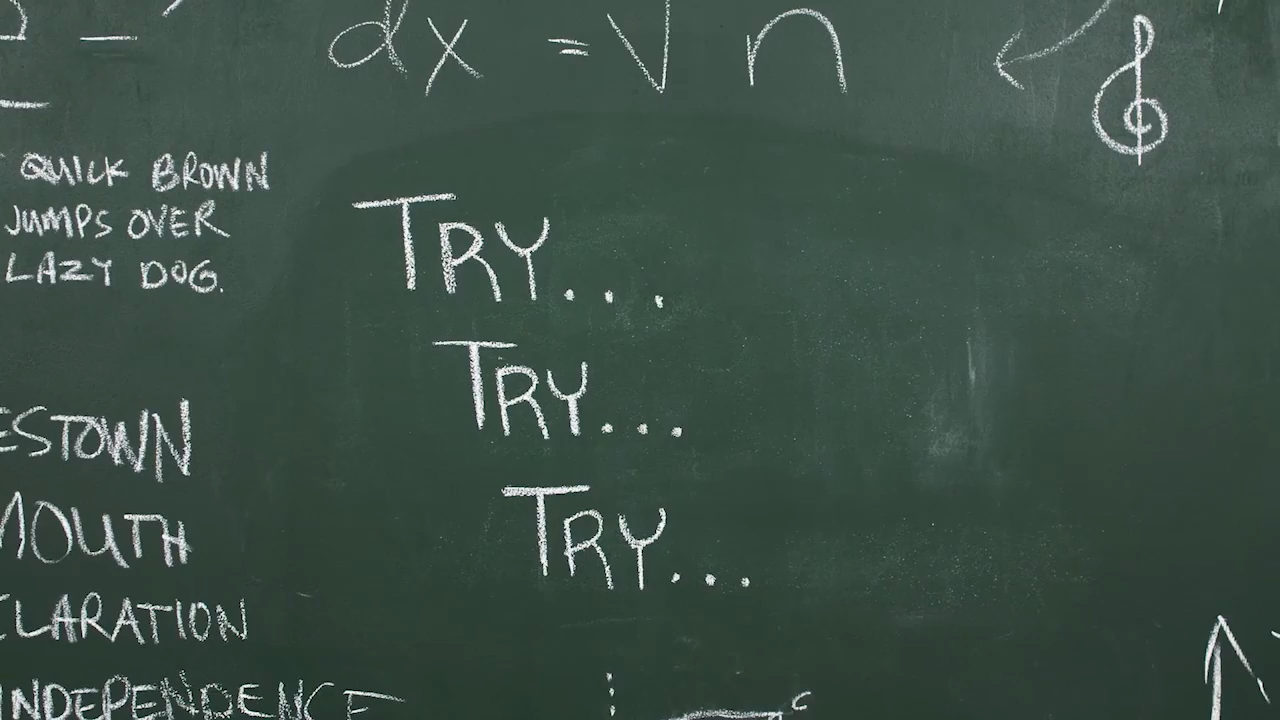 dx = √ n
QUICK BROWN
JUMPS OVER
LAZY DOG.
TRY...
TRY...
TRY...
ESTOWN
MOUTH
CLARATION
INDEPENDENCE
c